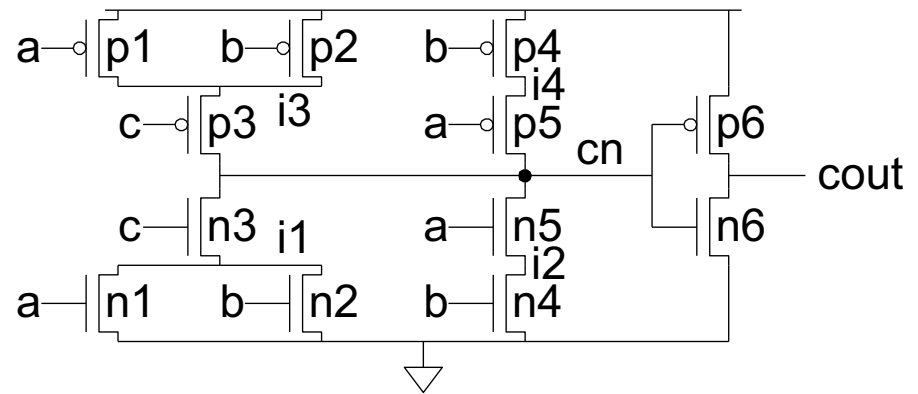 a p1 b p2 b p4
i4
c p3 i3 a p5 p6
cn
cout
c n3 i1 a n5 n6
i2
a n1 b n2 b n4